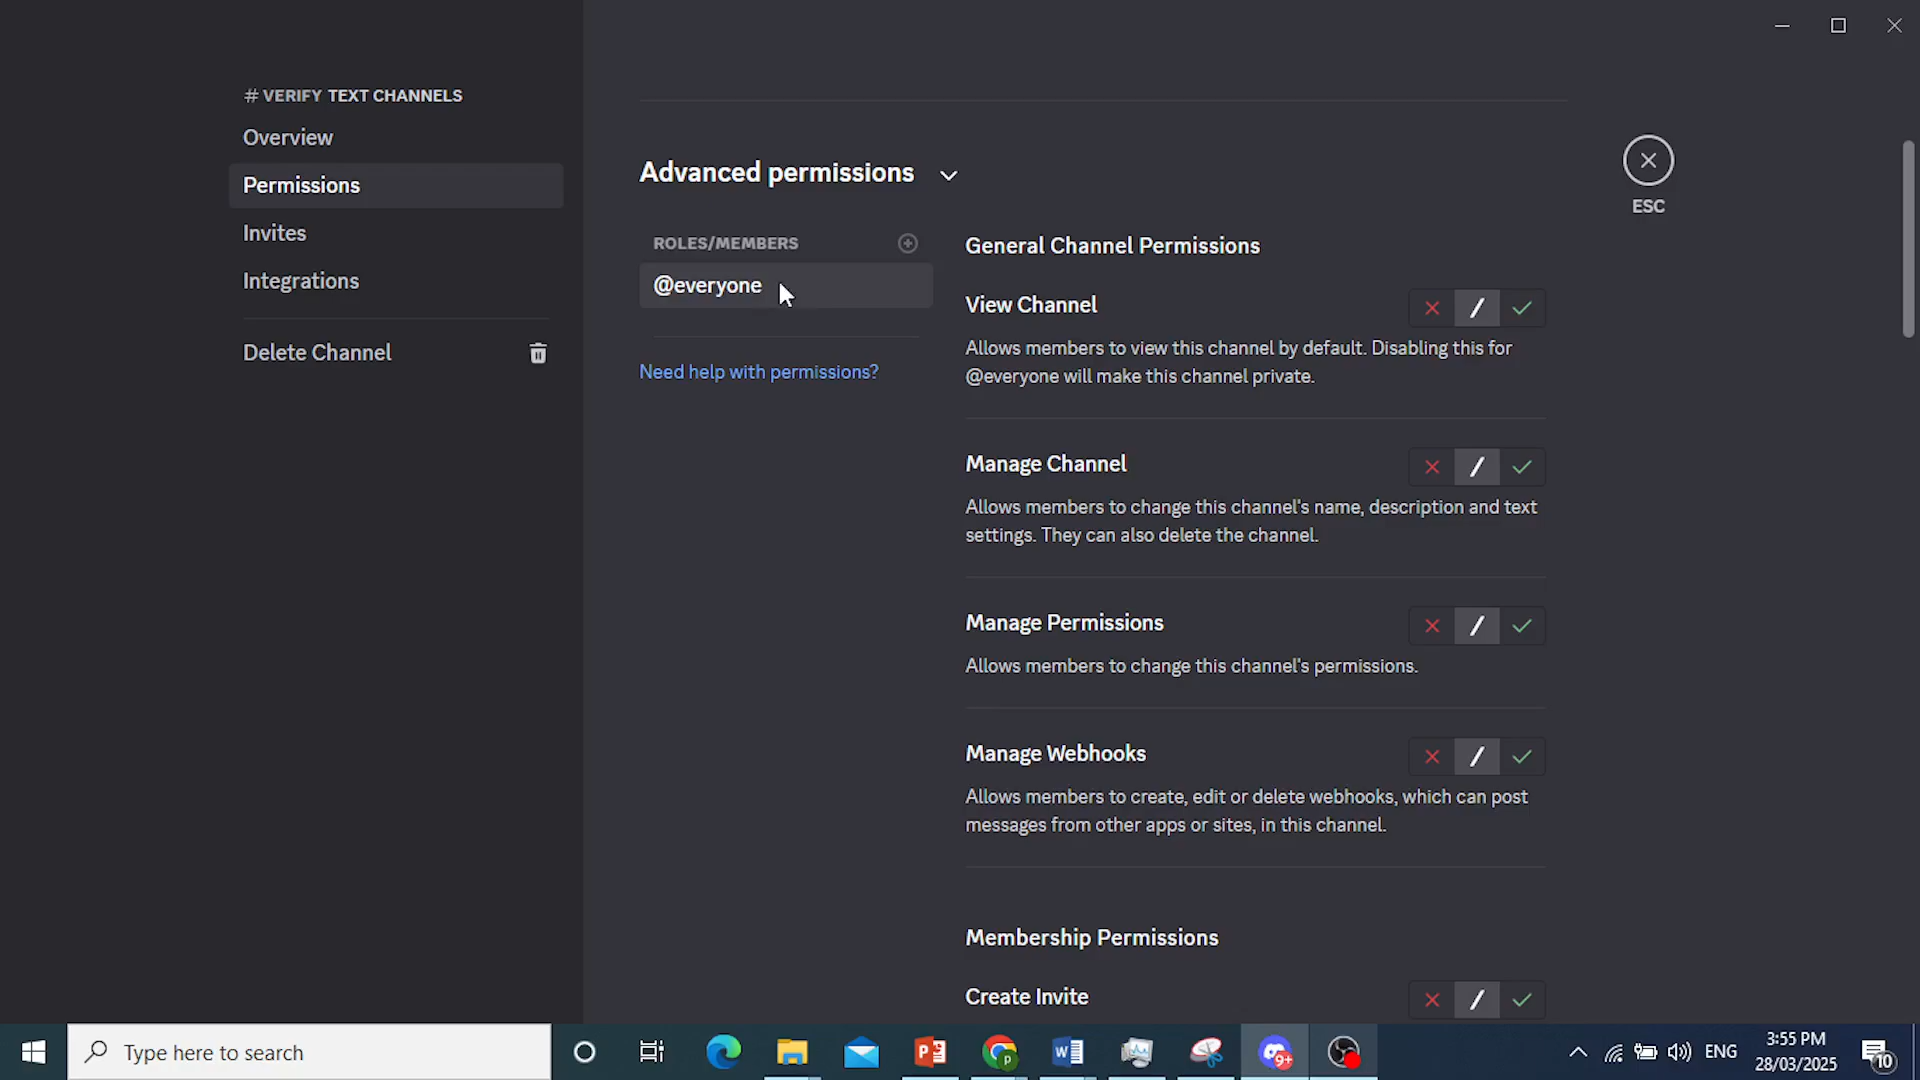 # VERIFY TEXT CHANNELS
Overview
Permissions
Invites
Integrations
Delete Channel
Advanced permissions
ROLES/MEMBERS
@everyone
Need help with permissions?
General Channel Permissions
View Channel
Allows members to view this channel by default. Disabling this for
@everyone will make this channel private.
Manage Channel
Allows members to change this channel's name, description and text
settings. They can also delete the channel.
Manage Permissions
Allows members to change this channel's permissions.
Manage Webhooks
Allows members to create, edit or delete webhooks, which can post
messages from other apps or sites, in this channel.
Membership Permissions
Create Invite
ESC
Type here to search
9+
ENG
3:55 PM
28/03/2025
10